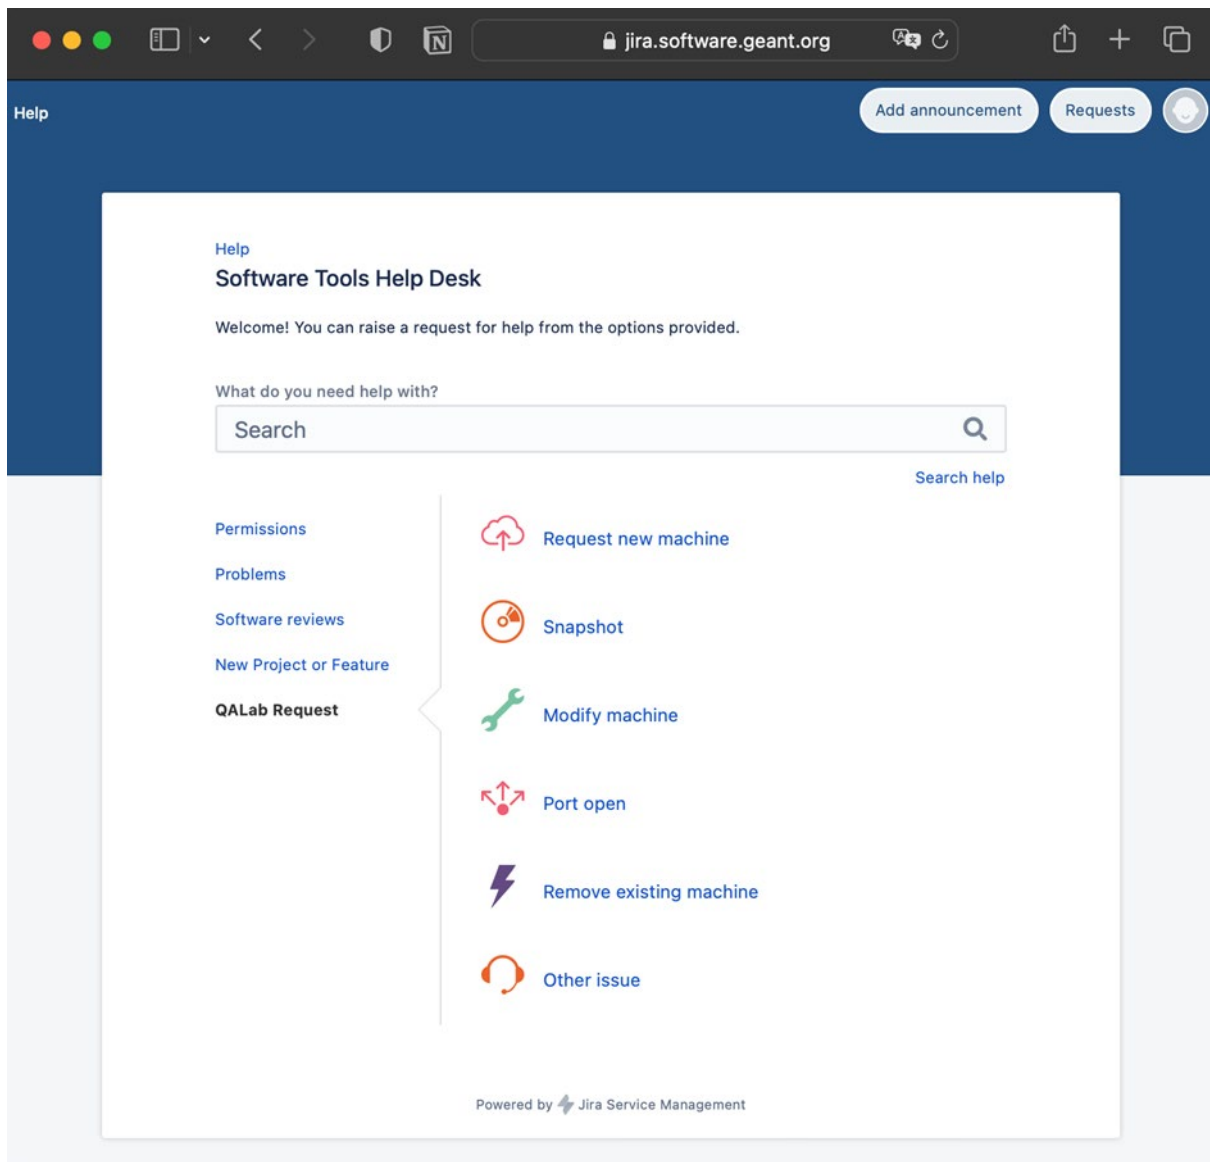 jira.software.geant.org
Help
Add announcement
Requests
Help
Software Tools Help Desk
Welcome! You can raise a request for help from the options provided.
What do you need help with?
Search
Search help
Permissions
Problems
Software reviews
New Project or Feature
QALab Request
Request new machine
Snapshot
Modify machine
Port open
Remove existing machine
Other issue
Powered by Jira Service Management